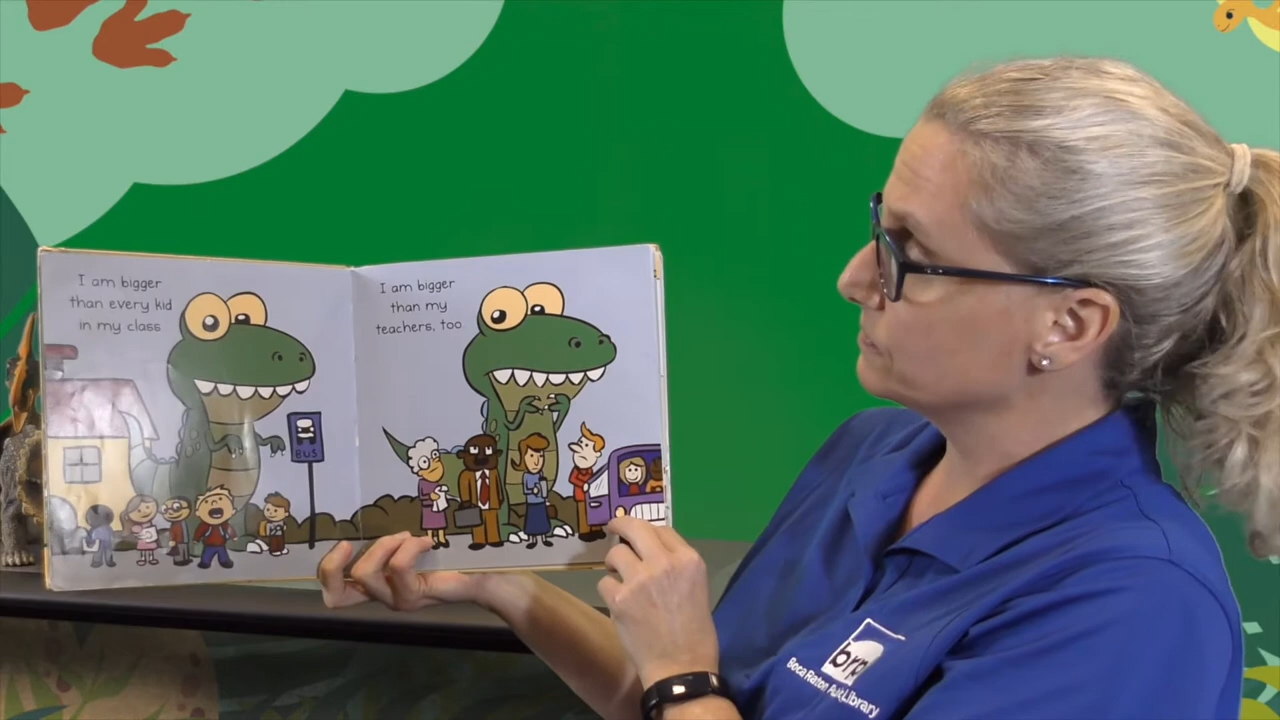 I am bigger
than every kid
in my class
I am bigger
than my
teachers, too
BUS
brpl
Boca Raton Public Library